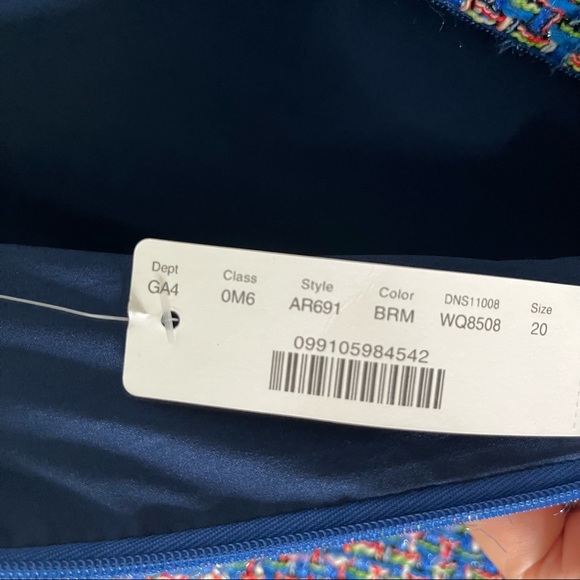 Dept Class Style Color DNS11008 Size
GA4 0M6 AR691 BRM WQ8508 20
099105984542